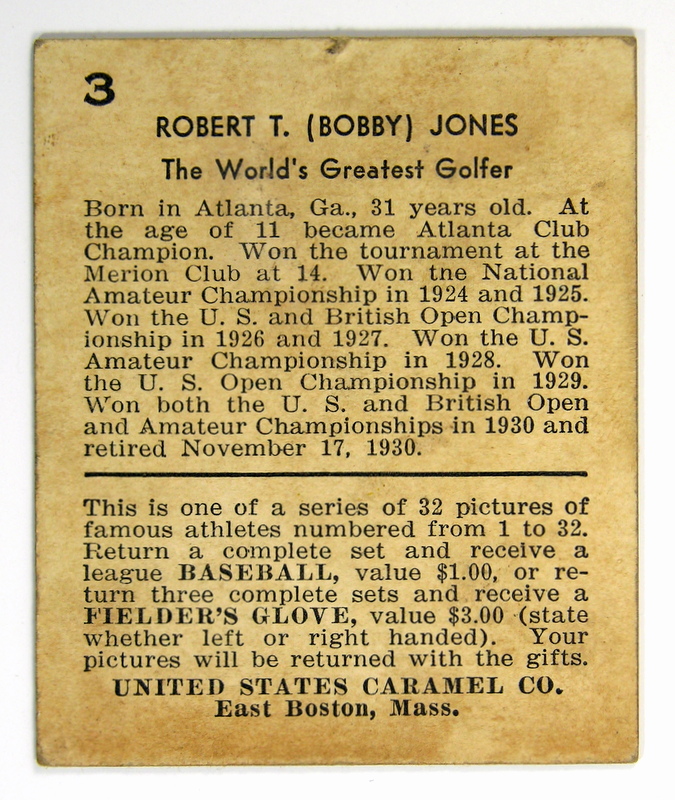 3
ROBERT T. (BOBBY) JONES
The World's Greatest Golfer
Born in Atlanta, Ga., 31 years old. At
the age of 11 became Atlanta Club
Champion. Won the tournament at the
Merion Club at 14. Won tne National
Amateur Championship in 1924 and 1925.
Won the U. S. and British Open Champ-
ionship in 1926 and 1927. Won the U. S.
Amateur Championship in 1928. Won
the U. S. Open Championship in 1929.
Won both the U. S. and British Open
and Amateur Championships in 1930 and
retired November 17, 1930.
This is one of a series of 32 pictures of
famous athletes numbered from 1 to 32.
Return a complete set and receive a
league BASEBALL, value $1.00, or re-
turn three complete sets and receive a
FIELDER'S GLOVE, value $3.00 (state
whether left or right handed). Your
pictures will be returned with the gifts.
UNITED STATES CARAMEL CO.
East Boston, Mass.